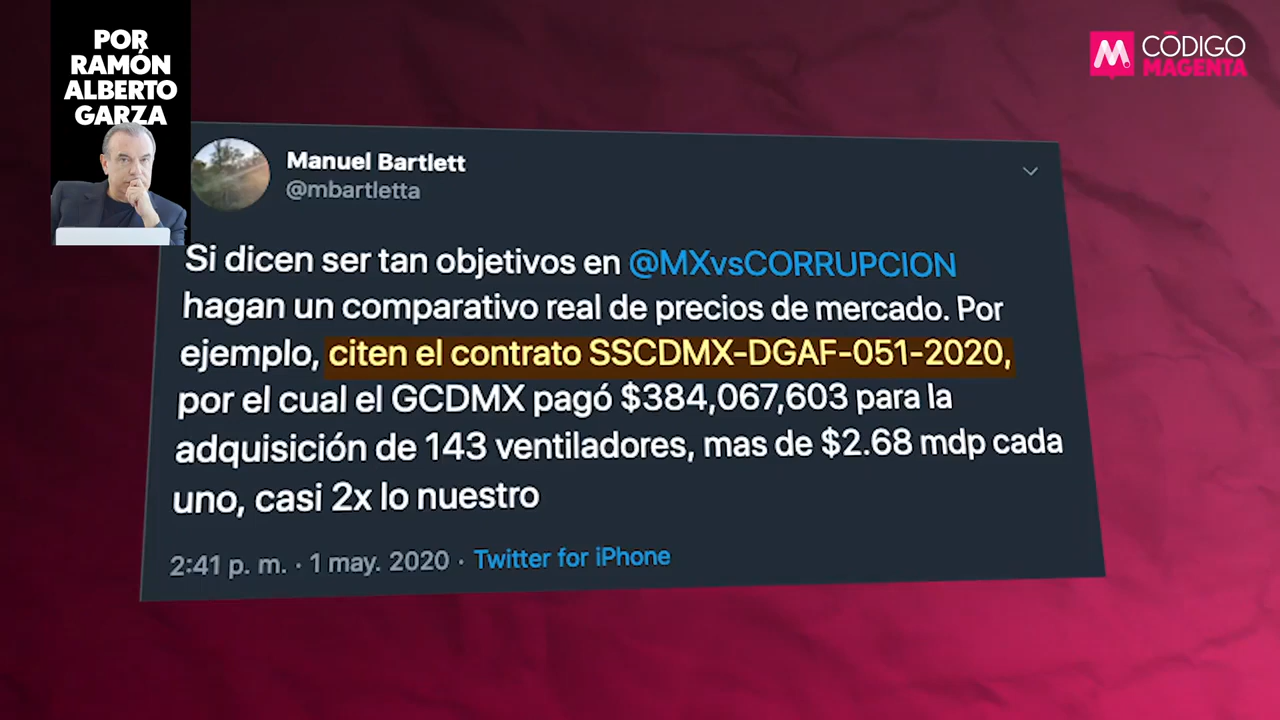 POR
RAMÓN
ALBERTO
GARZA
M CÓDIGO
MAGENTA
Manuel Bartlett
@mbartletta
Si dicen ser tan objetivos en @MXvsCORRUPCION
hagan un comparativo real de precios de mercado. Por
ejemplo, citen el contrato SSCDMX-DGAF-051-2020,
por el cual el GCDMX pagó $384,067,603 para la
adquisición de 143 ventiladores, mas de $2.68 mdp cada
uno, casi 2x lo nuestro
2:41 p. m. · 1 may. 2020 · Twitter for iPhone